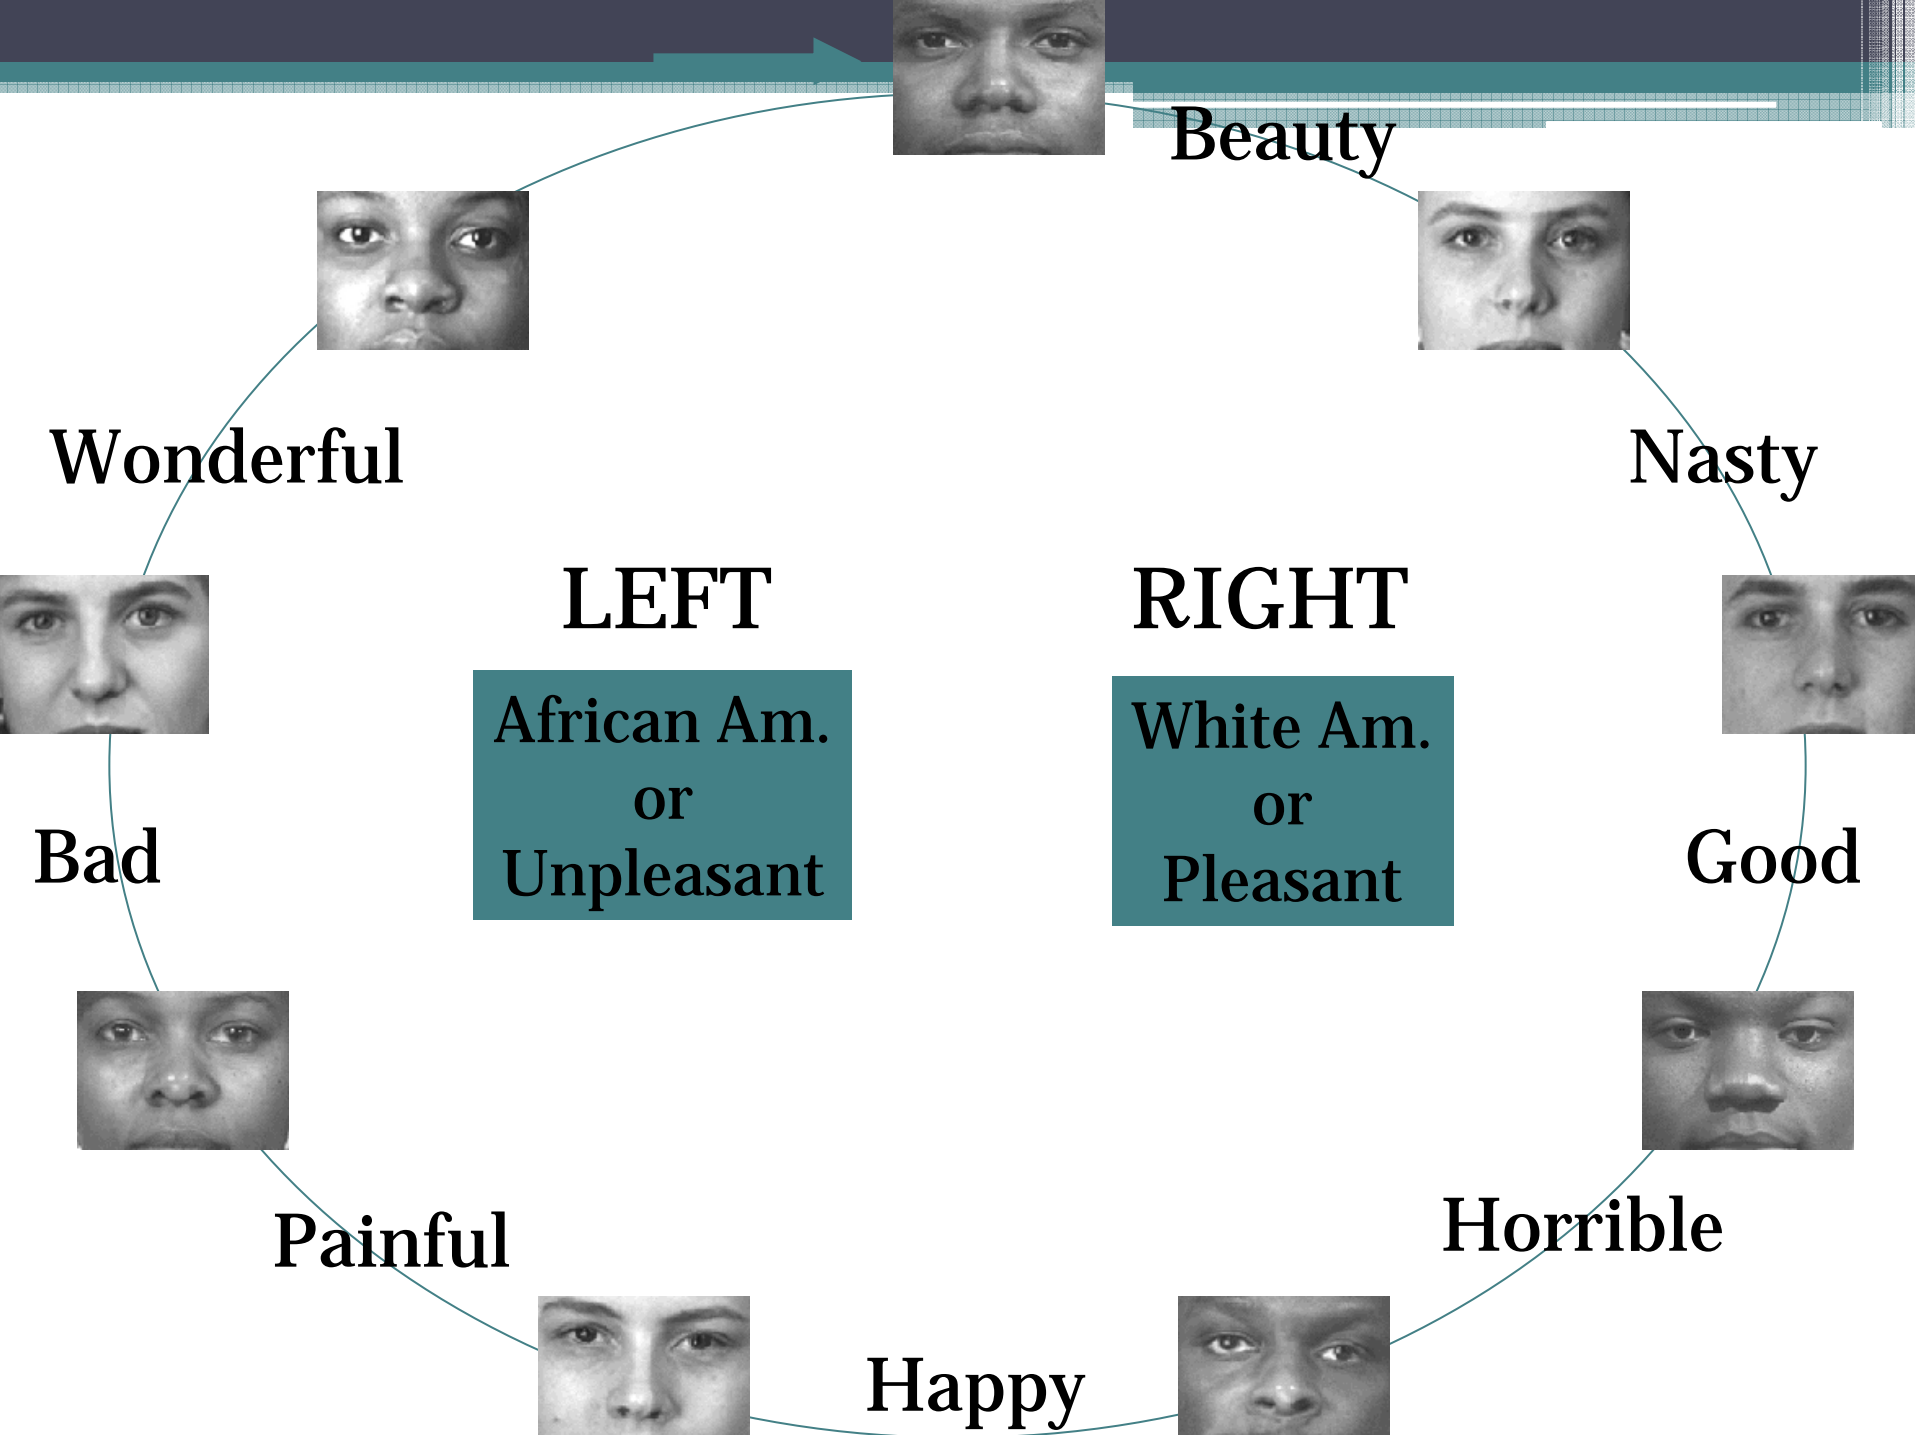 Beauty
Wonderful
Nasty
LEFT
RIGHT
African Am.
or
Unpleasant
White Am.
or
Pleasant
Bad
Good
Painful
Horrible
Happy